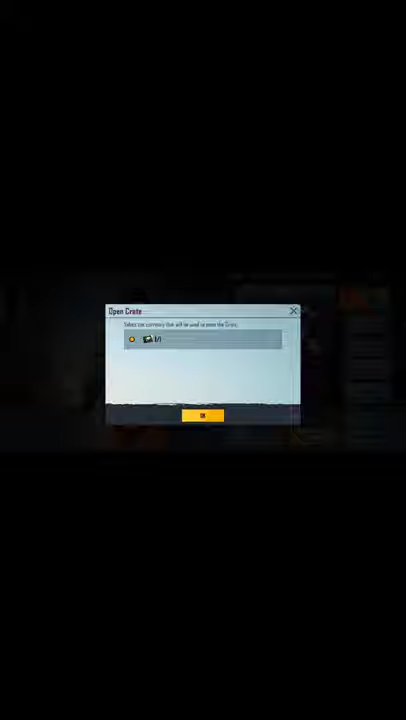 Open Crate
Select the currency that will be used to open the Crate.
1/1
OK